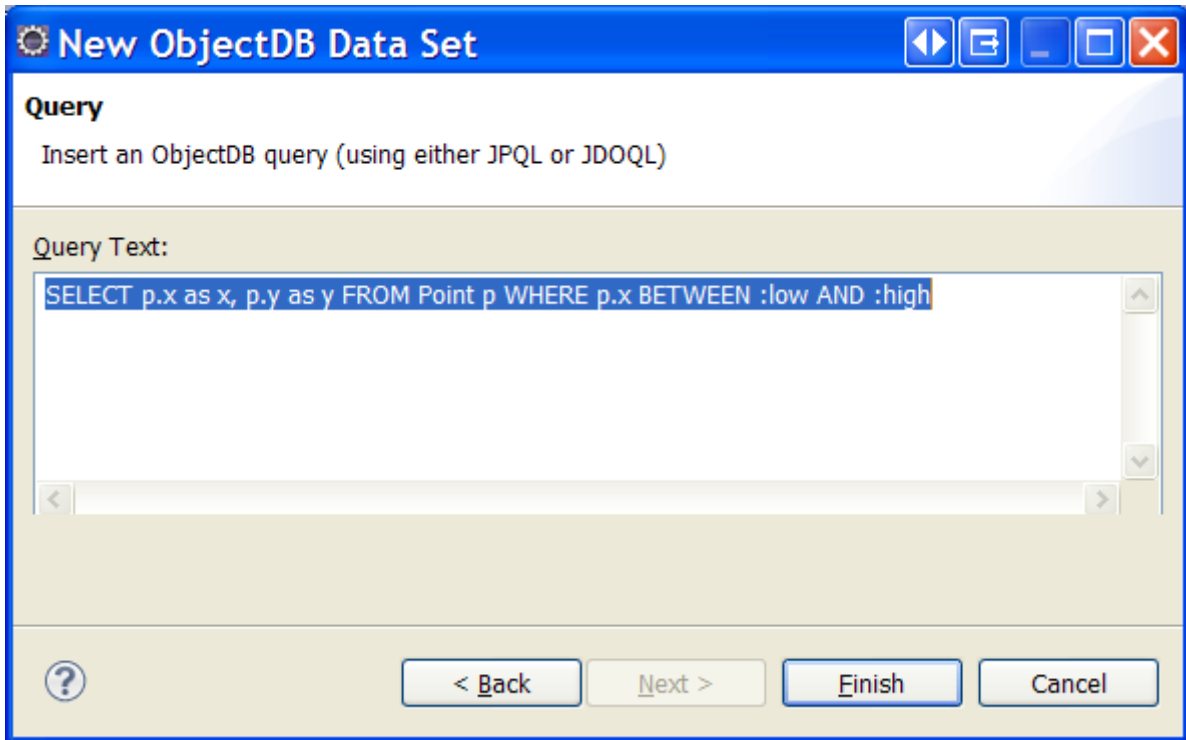 New ObjectDB Data Set
Query
Insert an ObjectDB query (using either JPQL or JDOQL)
Query Text:
SELECT p.x as x, p.y as y FROM Point p WHERE p.x BETWEEN :low AND :high
< Back Next > Finish Cancel